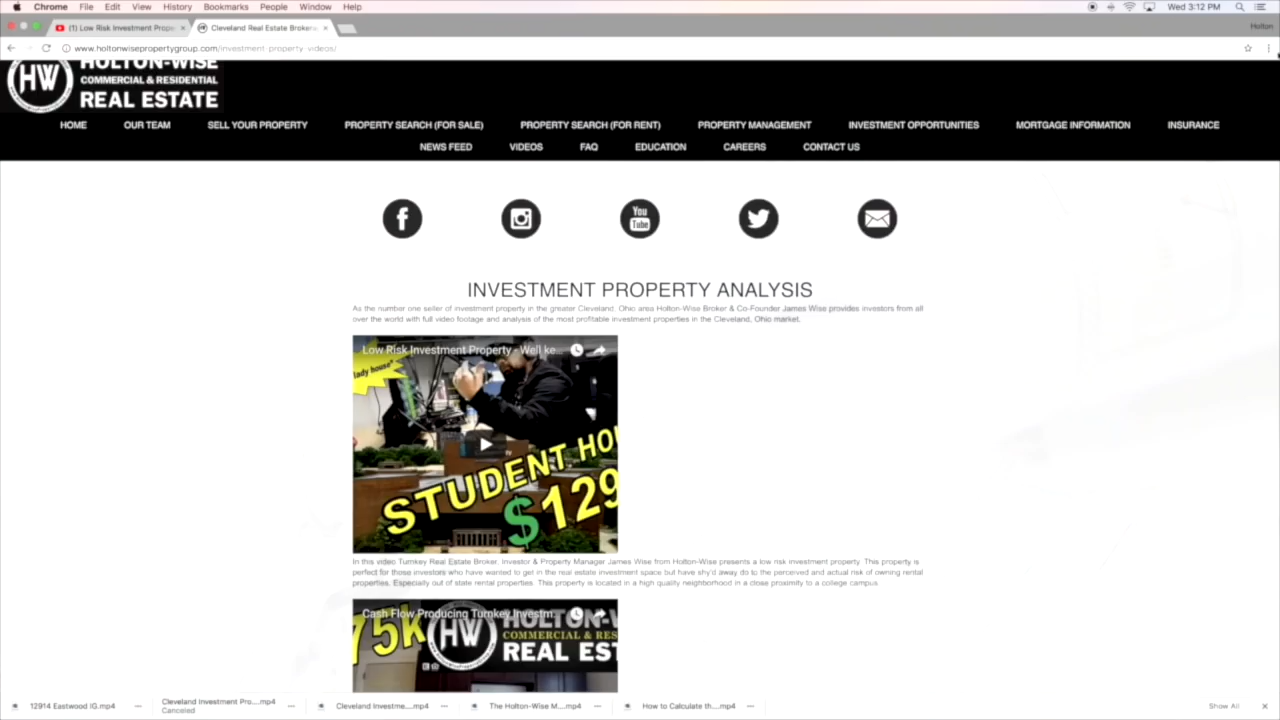 Chrome File Edit View History Bookmarks People Window Help Wed 3:12 PM
(1) Low Risk Investment Prope Cleveland Real Estate Brokera Holton
www.holtonwisepropertygroup.com/investment-property-videos/
HW HOLTON-WISE
COMMERCIAL & RESIDENTIAL
REAL ESTATE
HOME OUR TEAM SELL YOUR PROPERTY PROPERTY SEARCH (FOR SALE) PROPERTY SEARCH (FOR RENT) PROPERTY MANAGEMENT INVESTMENT OPPORTUNITIES MORTGAGE INFORMATION INSURANCE
NEWS FEED VIDEOS FAQ EDUCATION CAREERS CONTACT US
You
Tube
INVESTMENT PROPERTY ANALYSIS
As the number one seller of investment property in the greater Cleveland, Ohio area Holton-Wise Broker & Co-Founder James Wise provides investors from all
over the world with full video footage and analysis of the most profitable investment properties in the Cleveland, Ohio market.
Low Risk Investment Property - Well ke...
lady house"
STUDENT HO
$129
In this video Turnkey Real Estate Broker, Investor & Property Manager James Wise from Holton-Wise presents a low risk investment property. This property is
perfect for those investors who have wanted to get in the real estate investment space but have shy'd away do to the perceived and actual risk of owning rental
properties. Especially out of state rental properties. This property is located in a high quality neighborhood in a close proximity to a college campus
Cash Flow Producing Turnkey Investm...
75k HW HOLTON-W
COMMERCIAL & RES
REAL EST
12914 Eastwood IG.mp4 Cleveland Investment Pro....mp4 Cleveland Investme....mp4 The Holton-Wise M....mp4 How to Calculate th....mp4 Show All
Canceled